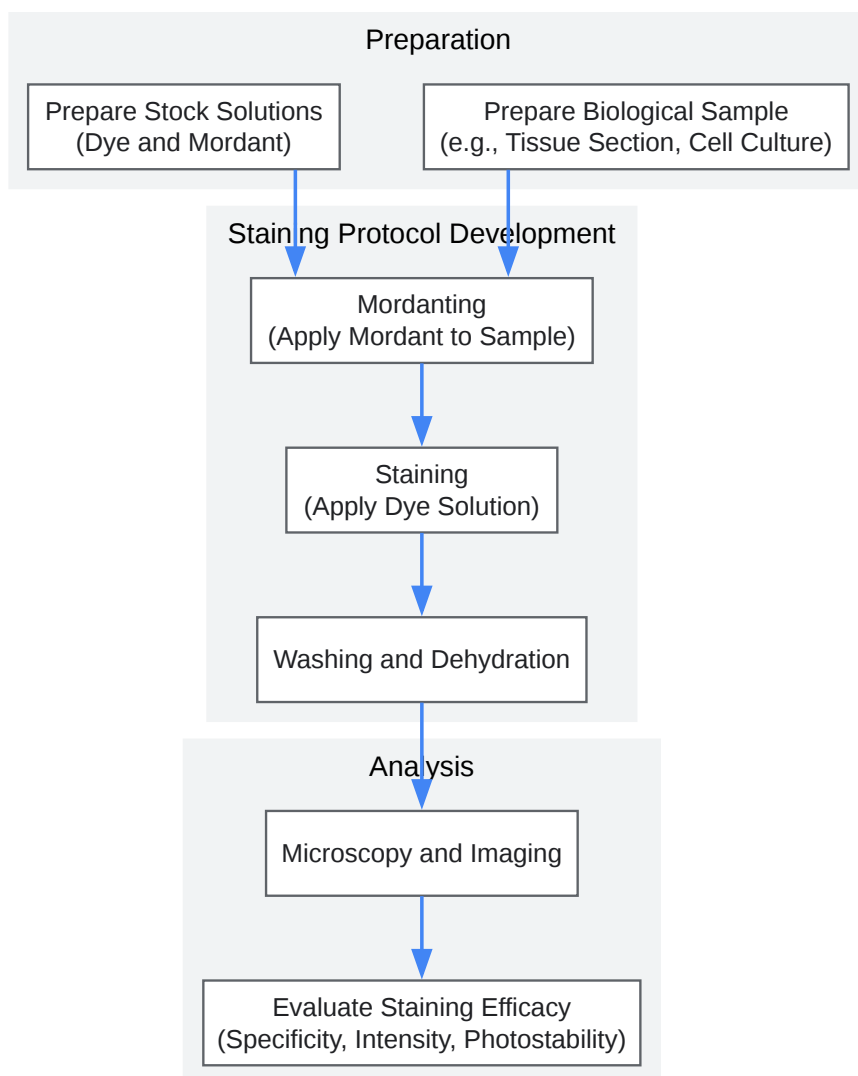 Preparation
Prepare Stock Solutions
(Dye and Mordant)
Prepare Biological Sample
(e.g., Tissue Section, Cell Culture)
Staining Protocol Development
Mordanting
(Apply Mordant to Sample)
Staining
(Apply Dye Solution)
Washing and Dehydration
Analysis
Microscopy and Imaging
Evaluate Staining Efficacy
(Specificity, Intensity, Photostability)